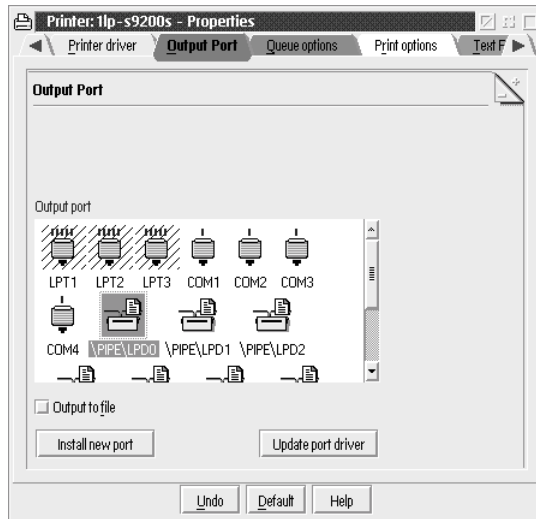 Printer: 1lp-s9200s - Properties
Printer driver Output Port Queue options Print options Text F
Output Port
Output port
LPT1 LPT2 LPT3 COM1 COM2 COM3
COM4 \PIPE\LPD0 \PIPE\LPD1 \PIPE\LPD2
Output to file
Install new port Update port driver
Undo Default Help